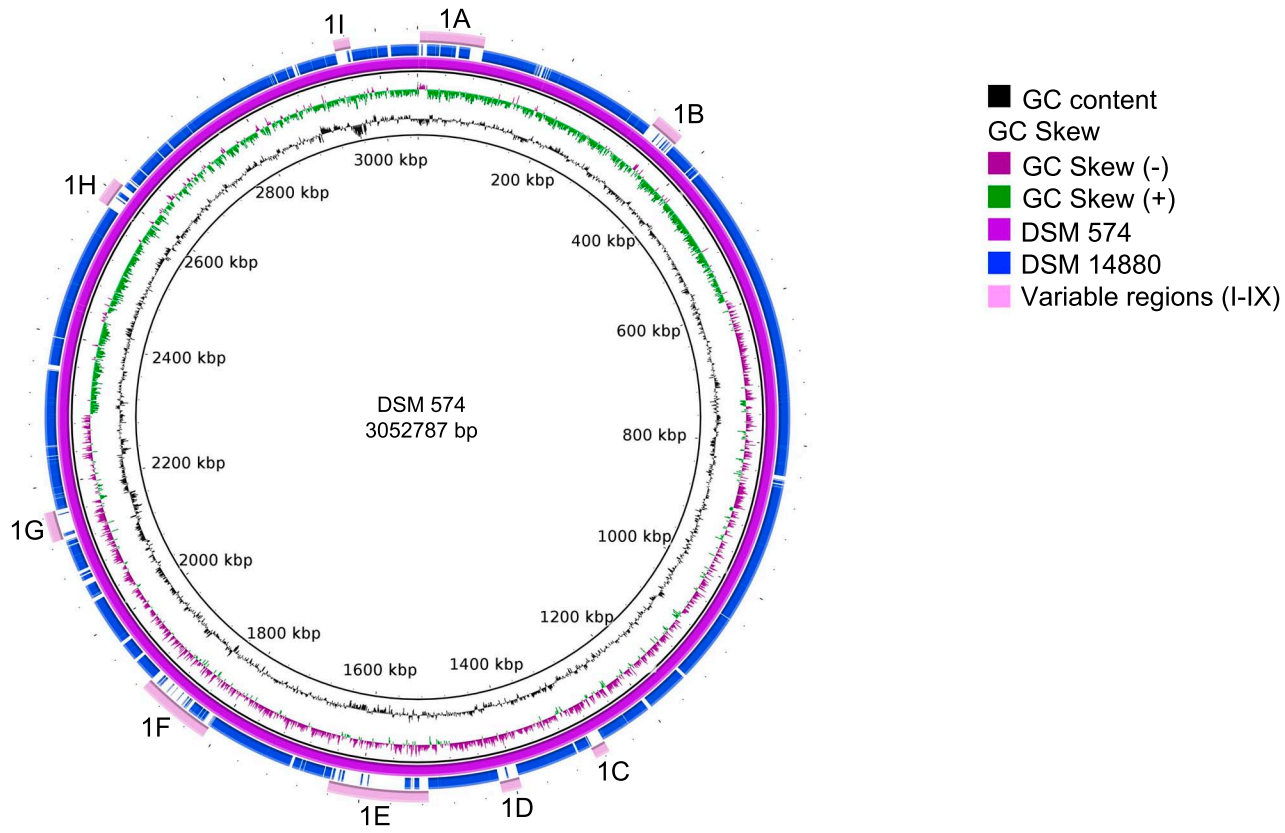 1I
1A
1B
1H
3000 kbp
200 kbp
2800 kbp
400 kbp
2600 kbp
600 kbp
2400 kbp
DSM 574
3052787 bp
800 kbp
2200 kbp
1G
1000 kbp
2000 kbp
1200 kbp
1800 kbp
1400 kbp
1600 kbp
1F
1C
1D
1E
GC content
GC Skew
GC Skew (-)
GC Skew (+)
DSM 574
DSM 14880
Variable regions (I-IX)